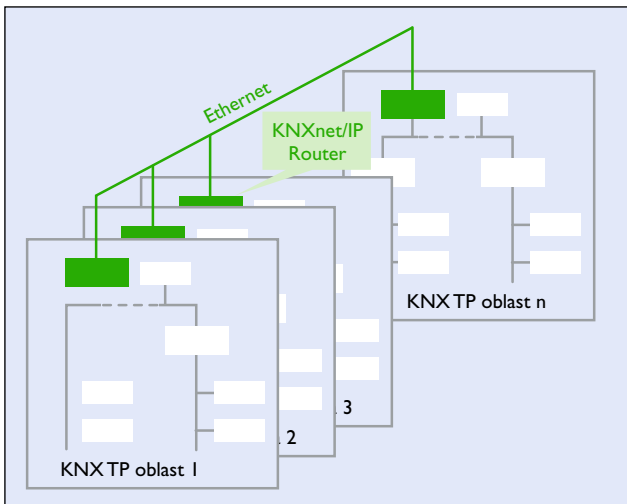 Ethernet
KNXnet/IP
Router
KNX TP oblast n
3
2
KNX TP oblast 1